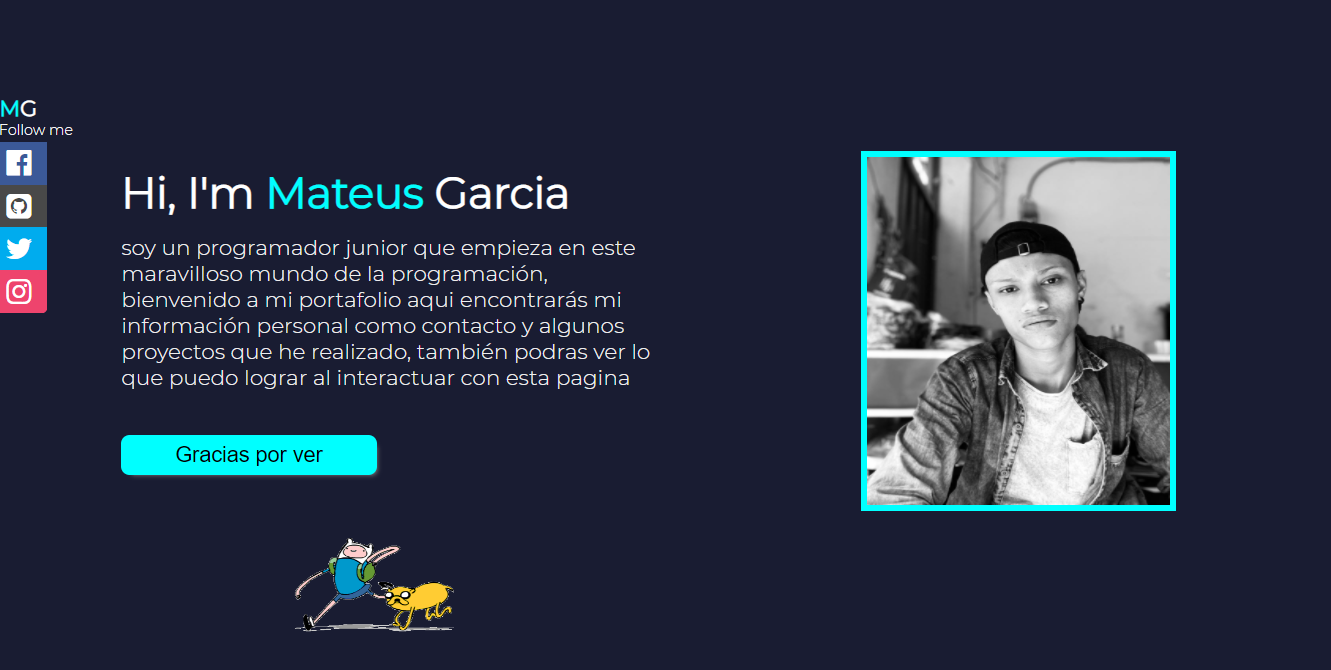 MG
Follow me
Hi, I'm Mateus Garcia
soy un programador junior que empieza en este
maravilloso mundo de la programación,
bienvenido a mi portafolio aqui encontrarás mi
información personal como contacto y algunos
proyectos que he realizado, también podras ver lo
que puedo lograr al interactuar con esta pagina
Gracias por ver